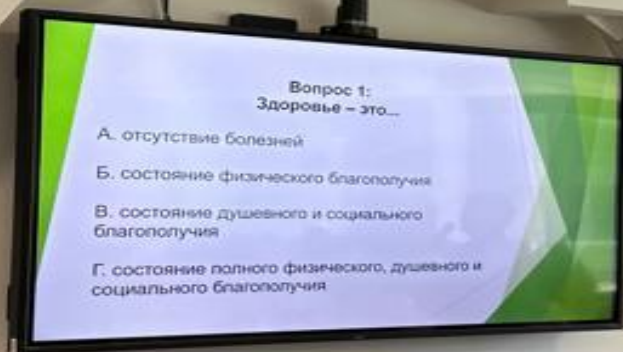 Вопрос 1:
Здоровье – это...
А. отсутствие болезней
Б. состояние физического благополучия
В. состояние душевного и социального
благополучия
Г. состояние полного физического, душевного и
социального благополучия